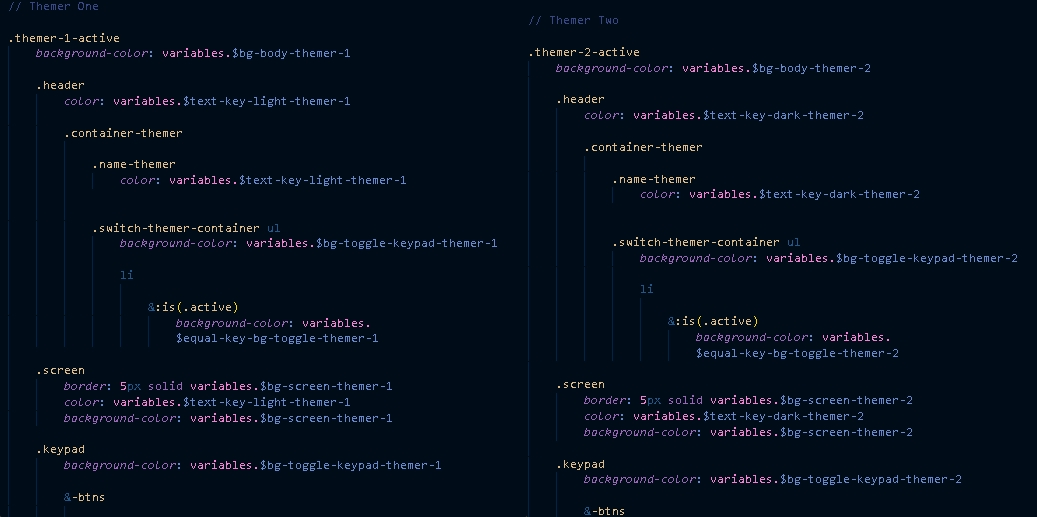 // Themer One
.themer-1-active
background-color: variables.$bg-body-themer-1
.header
color: variables.$text-key-light-themer-1
.container-themer
.name-themer
color: variables.$text-key-light-themer-1
.switch-themer-container ul
background-color: variables.$bg-toggle-keypad-themer-1
li
&:is(.active)
background-color: variables.
$equal-key-bg-toggle-themer-1
.screen
border: 5px solid variables.$bg-screen-themer-1
color: variables.$text-key-light-themer-1
background-color: variables.$bg-screen-themer-1
.keypad
background-color: variables.$bg-toggle-keypad-themer-1
&-btns
// Themer Two
.themer-2-active
background-color: variables.$bg-body-themer-2
.header
color: variables.$text-key-dark-themer-2
.container-themer
.name-themer
color: variables.$text-key-dark-themer-2
.switch-themer-container ul
background-color: variables.$bg-toggle-keypad-themer-2
li
&:is(.active)
background-color: variables.
$equal-key-bg-toggle-themer-2
.screen
border: 5px solid variables.$bg-screen-themer-2
color: variables.$text-key-dark-themer-2
background-color: variables.$bg-screen-themer-2
.keypad
background-color: variables.$bg-toggle-keypad-themer-2
&-btns